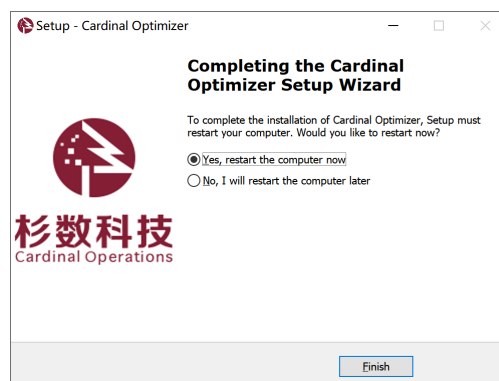 Setup - Cardinal Optimizer
Completing the Cardinal
Optimizer Setup Wizard
To complete the installation of Cardinal Optimizer, Setup must
restart your computer. Would you like to restart now?
Yes, restart the computer now
No, I will restart the computer later
杉数科技
Cardinal Operations
Finish